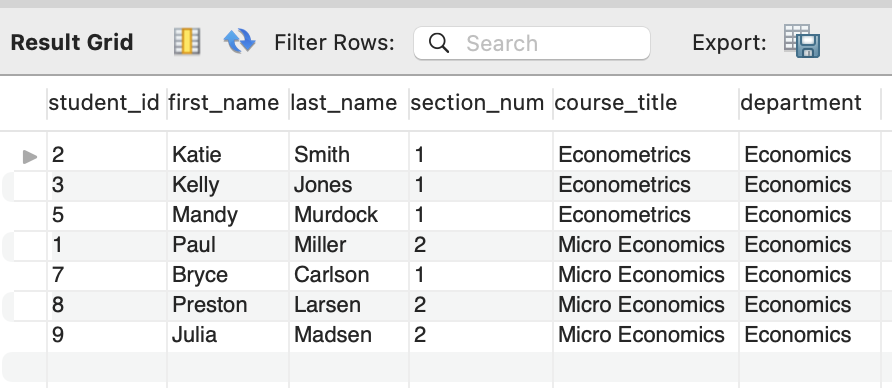 Result Grid Filter Rows: Search Export:
student_id first_name last_name section_num course_title department
2 Katie Smith 1 Econometrics Economics
3 Kelly Jones 1 Econometrics Economics
5 Mandy Murdock 1 Econometrics Economics
1 Paul Miller 2 Micro Economics Economics
7 Bryce Carlson 1 Micro Economics Economics
8 Preston Larsen 2 Micro Economics Economics
9 Julia Madsen 2 Micro Economics Economics